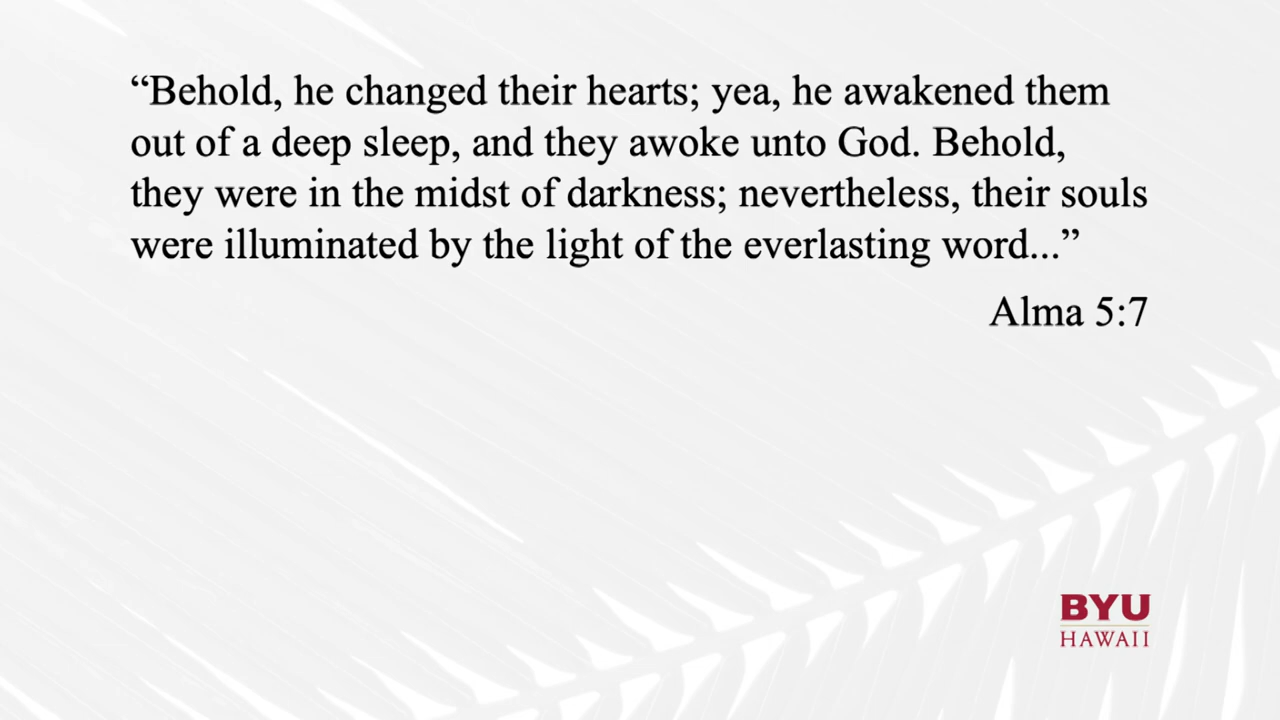 “Behold, he changed their hearts; yea, he awakened them
out of a deep sleep, and they awoke unto God. Behold,
they were in the midst of darkness; nevertheless, their souls
were illuminated by the light of the everlasting word...”
Alma 5:7
BYU
HAWAII